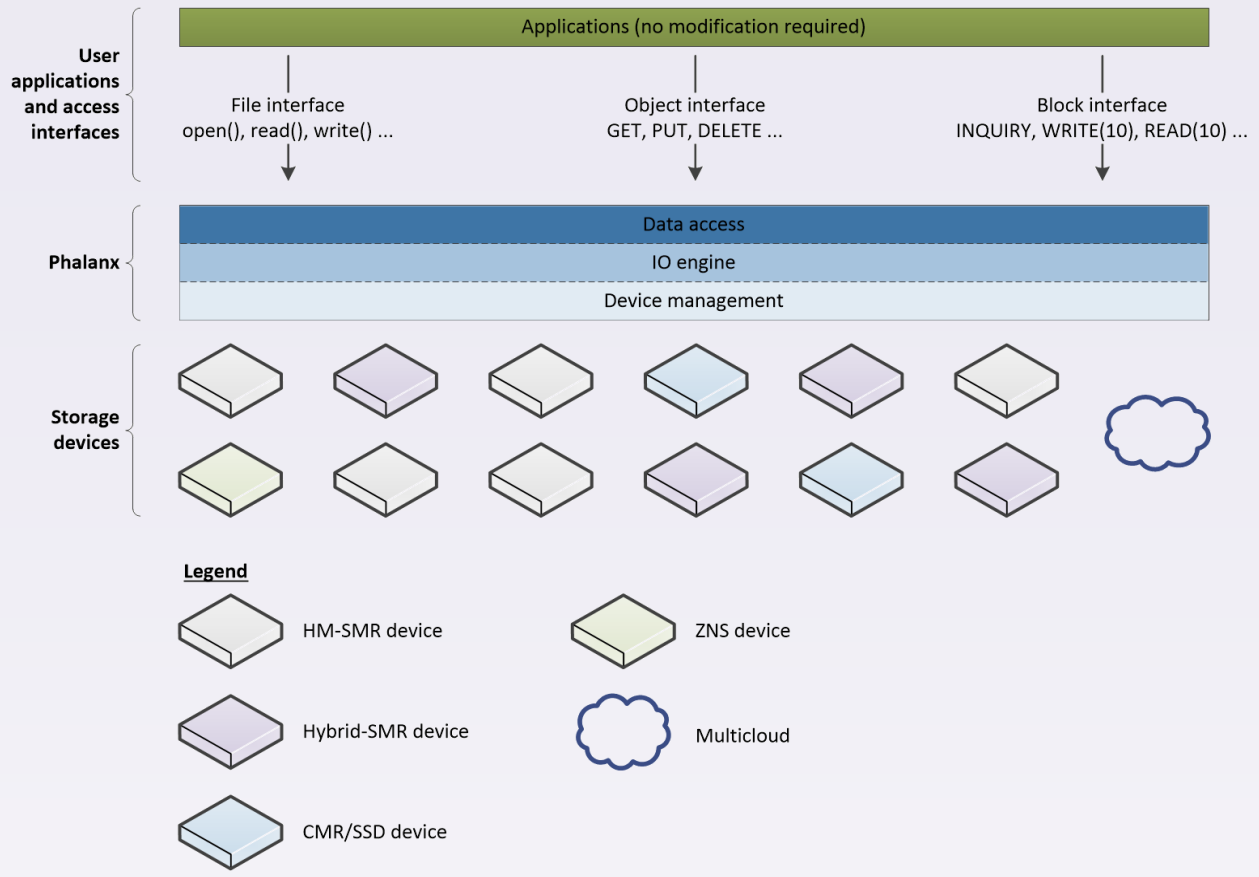 Applications (no modification required)
User
applications
and access
interfaces
File interface
open(), read(), write() ...
Object interface
GET, PUT, DELETE ...
Block interface
INQUIRY, WRITE(10), READ(10) ...
Phalanx
Data access
IO engine
Device management
Storage
devices
Legend
HM-SMR device
ZNS device
Hybrid-SMR device
Multicloud
CMR/SSD device